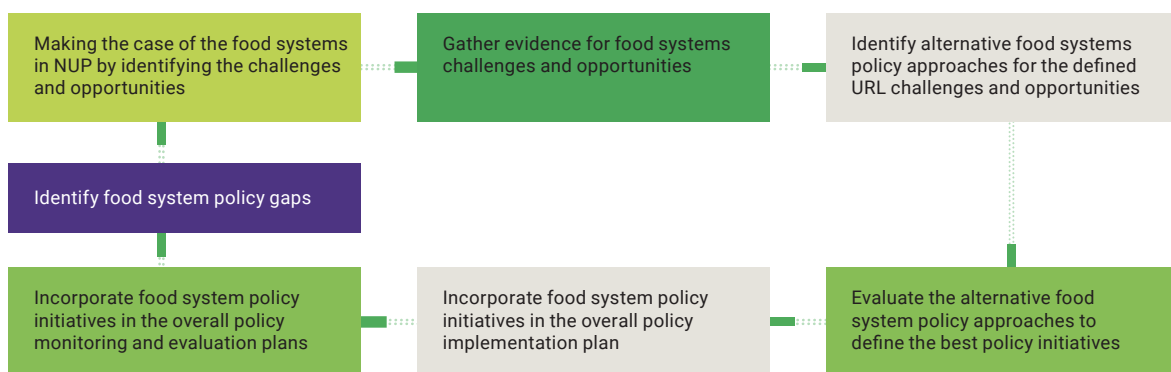 Making the case of the food systems
in NUP by identifying the challenges
and opportunities
Gather evidence for food systems
challenges and opportunities
Identify alternative food systems
policy approaches for the defined
URL challenges and opportunities
Identify food system policy gaps
Incorporate food system policy
initiatives in the overall policy
monitoring and evaluation plans
Incorporate food system policy
initiatives in the overall policy
implementation plan
Evaluate the alternative food
system policy approaches to
define the best policy initiatives